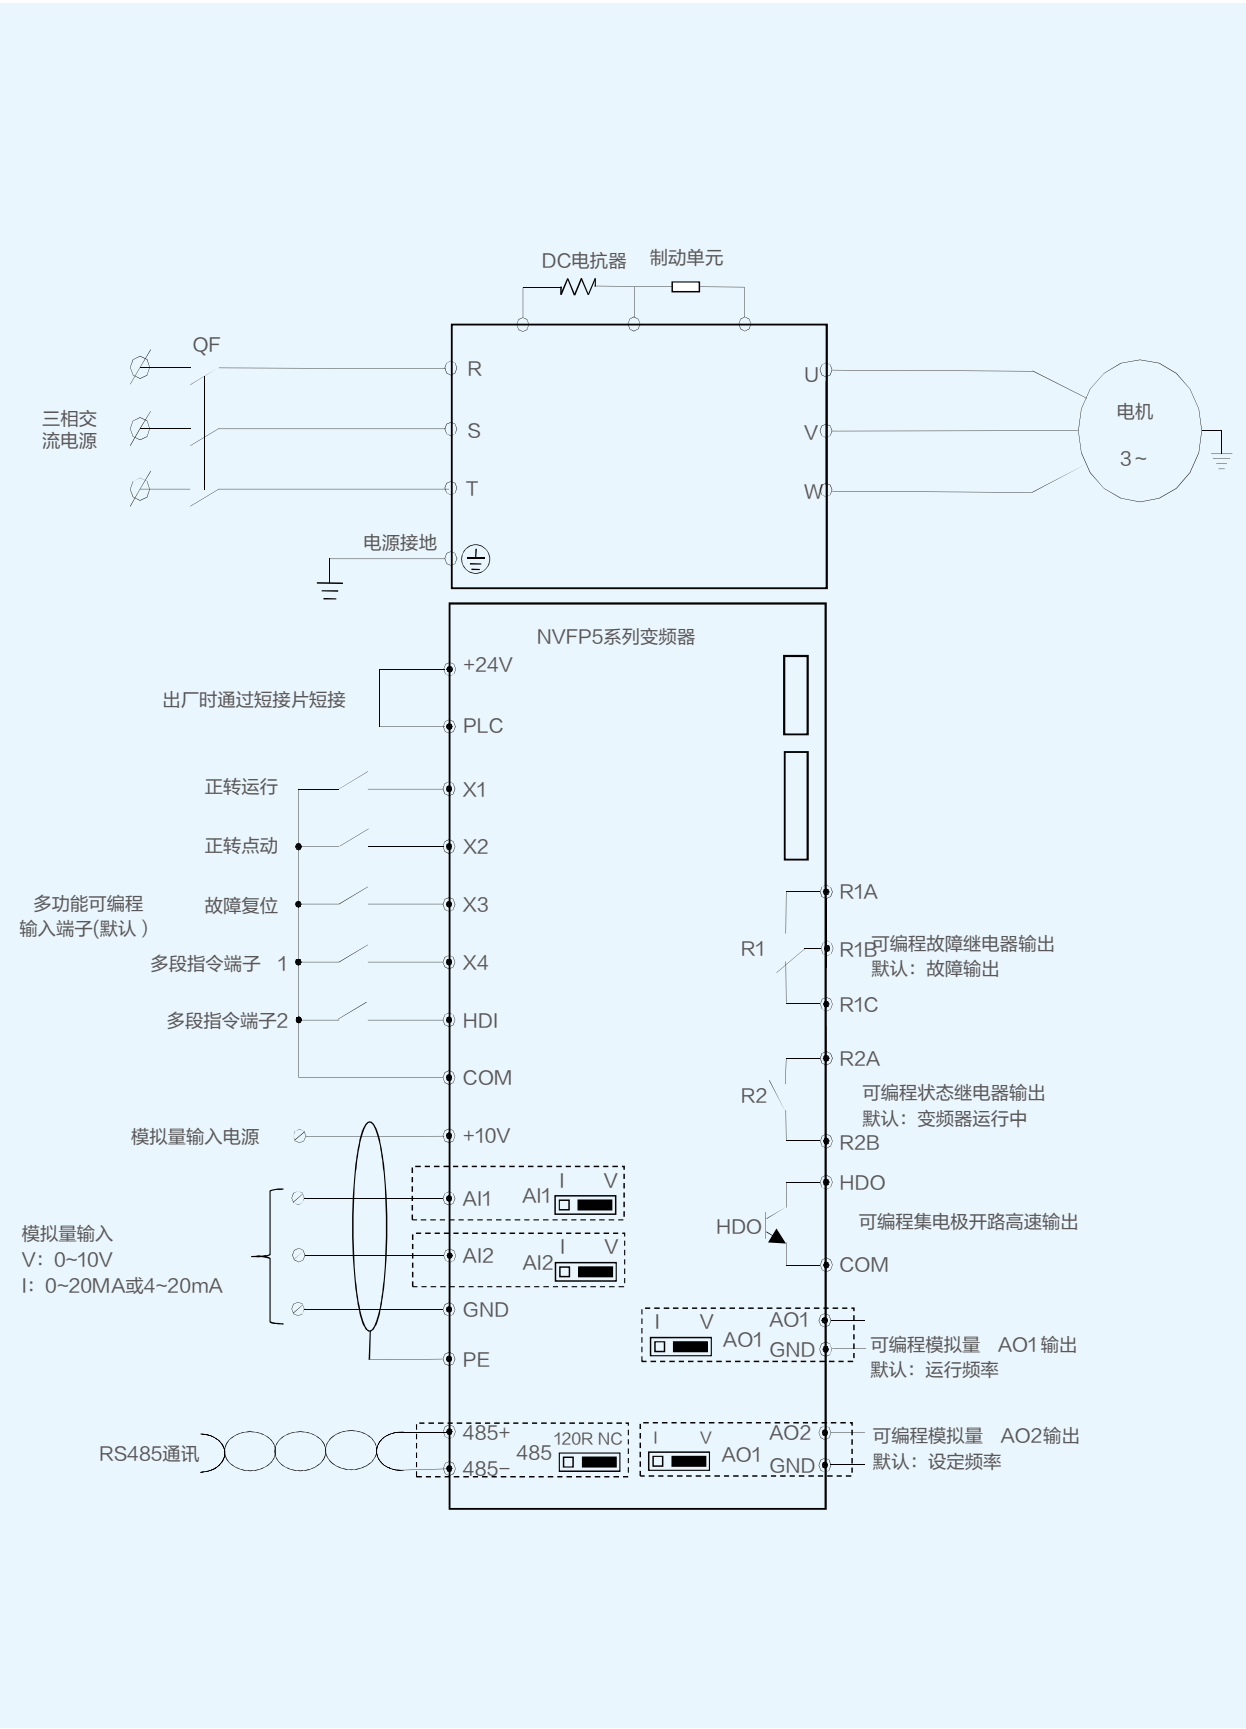 DC电抗器
制动单元
QF
R
U
三相交
流电源
电机
S
V
3~
T
W
电源接地
NVFP5系列变频器
+24V
出厂时通过短接片短接
PLC
正转运行
X1
正转点动
X2
多功能可编程
输入端子(默认 )
故障复位
X3
多段指令端子 1
X4
多段指令端子2
HDI
COM
R1A
R1
R1B
可编程故障继电器输出
默认：故障输出
R1C
R2A
R2
可编程状态继电器输出
默认：变频器运行中
R2B
模拟量输入电源
+10V
AI1
AI1
I V
HDO
HDO
可编程集电极开路高速输出
COM
模拟量输入
V：0~10V
I：0~20MA或4~20mA
AI2
AI2
I V
GND
PE
I V
AO1
AO1
GND
可编程模拟量 AO1输出
默认：运行频率
RS485通讯
485+
485
120R NC
485−
I V
AO1
AO2
GND
可编程模拟量 AO2输出
默认：设定频率